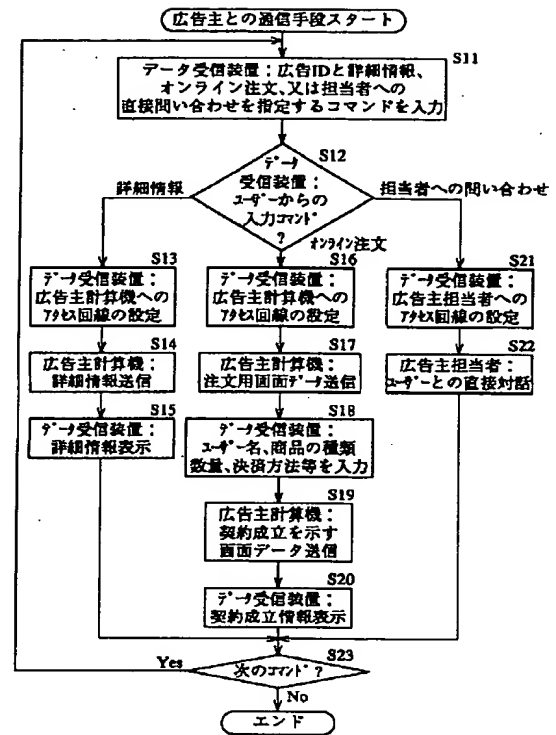 広告主との通信手段スタート
S11
データ受信装置：広告IDと詳細情報、
オンライン注文、又は担当者への
直接問い合わせを指定するコマンドを入力
S12
データ
受信装置：
ユーザーからの
入力コマンド
？
詳細情報
担当者への問い合わせ
オンライン注文
S13
データ受信装置：
広告主計算機への
アクセス回線の設定
S16
データ受信装置：
広告主計算機への
アクセス回線の設定
S21
データ受信装置：
広告主担当者への
アクセス回線の設定
S14
広告主計算機：
詳細情報送信
S17
広告主計算機：
注文用画面データ送信
S22
広告主担当者：
ユーザーとの直接対話
S15
データ受信装置：
詳細情報表示
S18
データ受信装置：
ユーザー名、商品の種類
数量、決済方法等を入力
S19
広告主計算機：
契約成立を示す
画面データ送信
S20
データ受信装置：
契約成立情報表示
S23
次のコマンド？
Yes
No
エンド